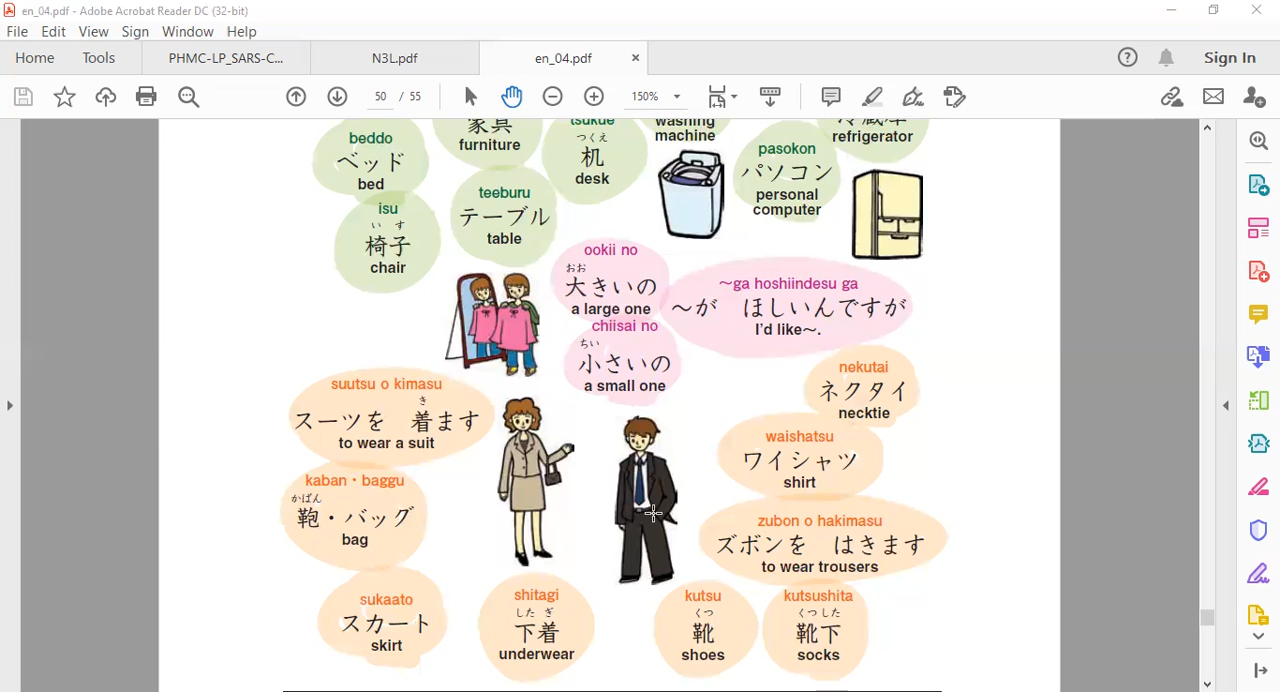 en_04.pdf - Adobe Acrobat Reader DC (32-bit)
File Edit View Sign Window Help
Home Tools PHMC-LP_SARS-C... N3L.pdf en_04.pdf × Sign In
50 / 55 150%
beddo
ベッド
bed
家具
furniture
tsukue
つくえ
机
desk
washing
machine
pasokon
パソコン
personal
computer
冷蔵庫
refrigerator
isu
いす
椅子
chair
teeburu
テーブル
table
ookii no
おお
大きいの
a large one
~ga hoshiindesu ga
~が ほしいんですが
I'd like~.
chiisai no
ちい
小さいの
a small one
suutsu o kimasu
き
スーツを 着ます
to wear a suit
nekutai
ネクタイ
necktie
waishatsu
ワイシャツ
shirt
kaban・baggu
かばん
鞄・バッグ
bag
zubon o hakimasu
ズボンを はきます
to wear trousers
sukaato
スカート
skirt
shitagi
した ぎ
下着
underwear
kutsu
くつ
靴
shoes
kutsushita
くつ した
靴下
socks